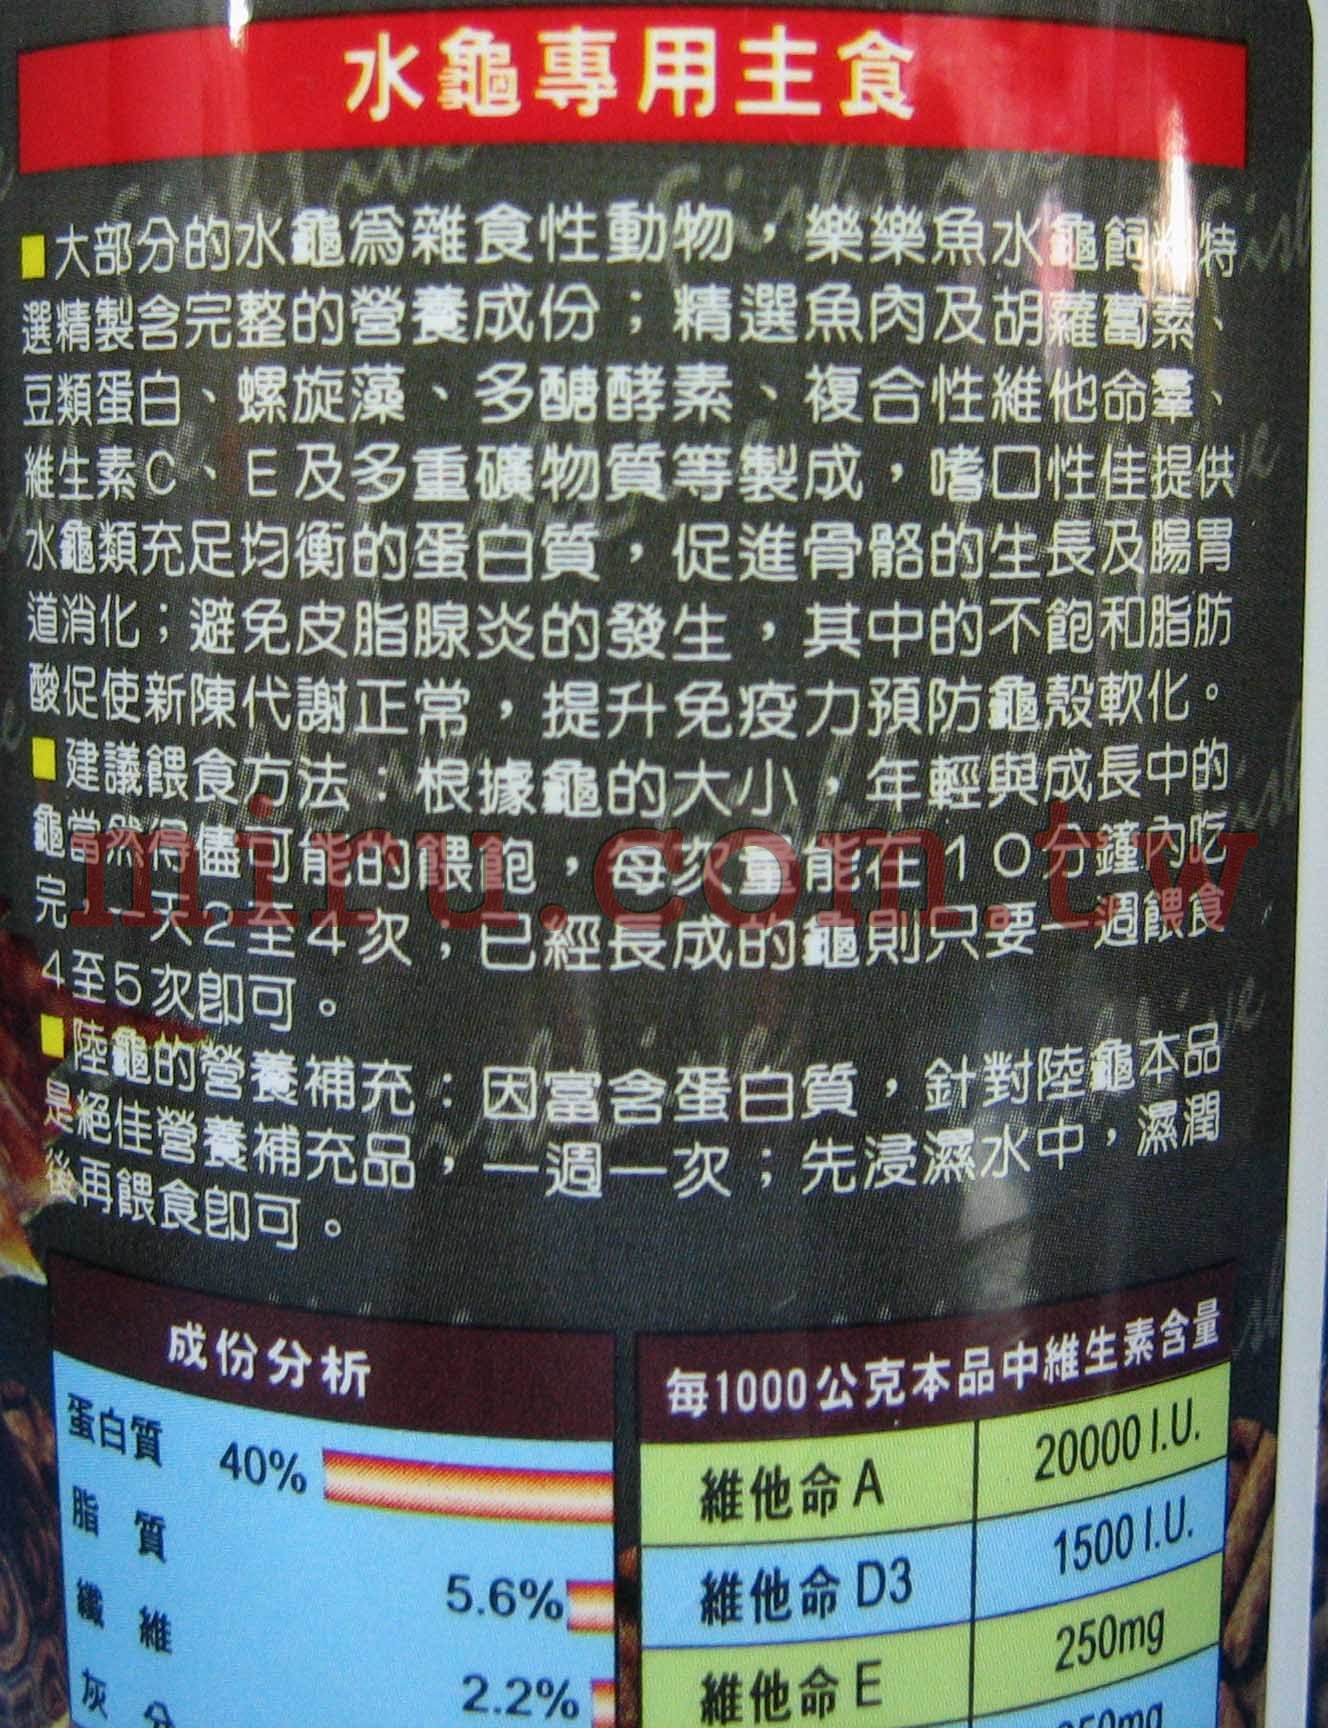 水龜專用主食
■大部分的水龜為雜食性動物，樂樂魚水龜飼料特
選精製含完整的營養成份；精選魚肉及胡蘿蔔素、
豆類蛋白、螺旋藻、多醣酵素、複合性維他命羣、
維生素C、E及多重礦物質等製成，嗜口性佳提供
水龜類充足均衡的蛋白質，促進骨骼的生長及腸胃
道消化；避免皮脂腺炎的發生，其中的不飽和脂肪
酸促使新陳代謝正常，提升免疫力預防龜殼軟化。
■建議餵食方法：根據龜的大小，年輕與成長中的
龜當然得儘可能的餵飽，每次量能在10分鐘內吃
完，一天2至4次，已經長成的龜則只要一週餵食
4至5次即可。
■陸龜的營養補充：因富含蛋白質，針對陸龜本品
是絕佳營養補充品，一週一次；先浸濕水中，濕潤
後再餵食即可。
miru.com.tw
成份分析
蛋白質 40%
脂質 5.6%
纖維 2.2%
灰分
每1000公克本品中維生素含量
維他命A 20000 I.U.
維他命D3 1500 I.U.
維他命E 250mg